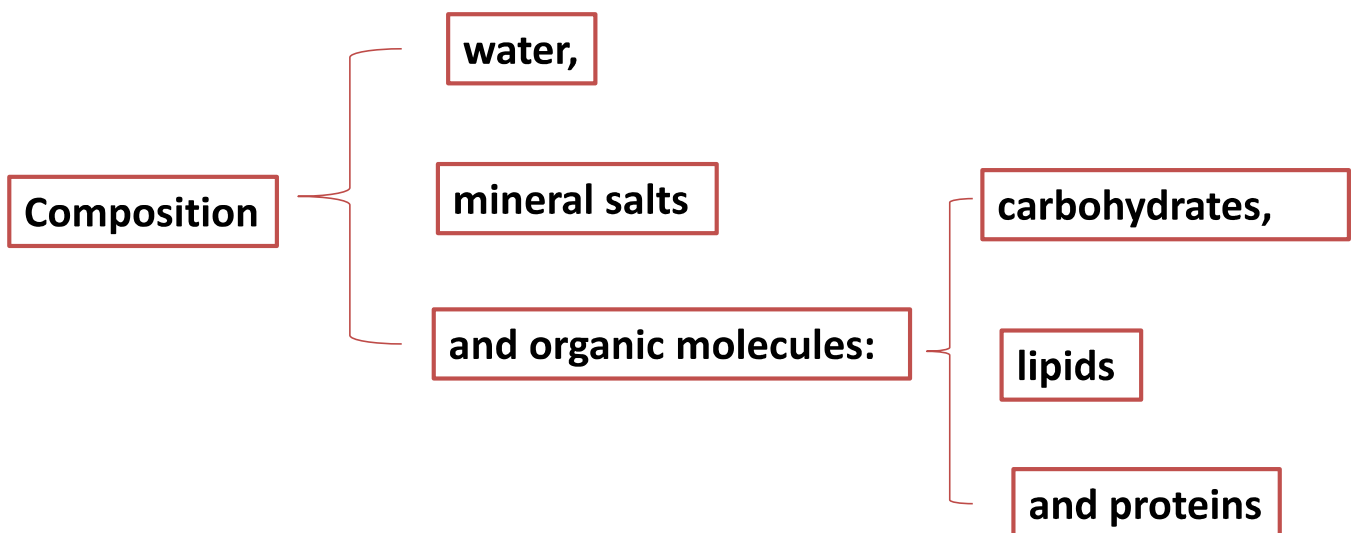 Composition
water,
mineral salts
and organic molecules:
carbohydrates,
lipids
and proteins